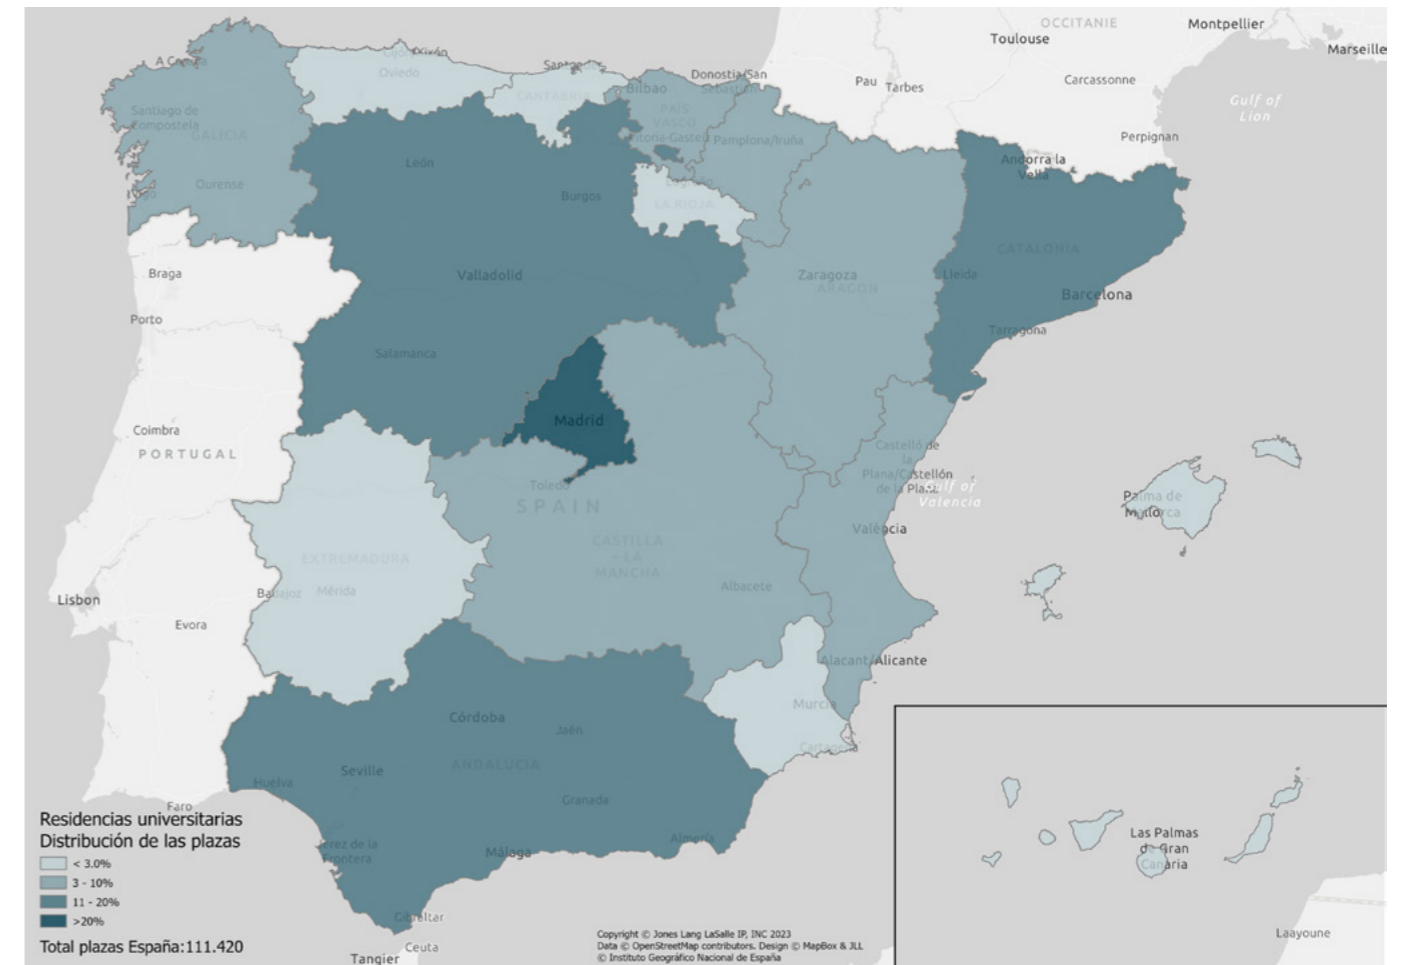 OCCITANIE
Montpellier
Toulouse
Marseille
A Coruña
Gijón/Xixón
Oviedo
Santander
CANTABRIA
Bilbao
Donostia/San
Sebastián
Pau
Tarbes
Carcassonne
Gulf of
Lion
Santiago de
Compostela
GALICIA
PAÍS
VASCO
Vitoria-Gasteiz
Pamplona/Iruña
Perpignan
León
Andorra la
Vella
Ourense
Vigo
Burgos
Logroño
LA RIOJA
Braga
Valladolid
Zaragoza
ARAGON
CATALONIA
Lleida
Barcelona
Porto
Tarragona
Salamanca
Madrid
Coimbra
PORTUGAL
Castelló de
la
Plana/Castellón
de la Plana
Toledo
SPAIN
Gulf of
Valencia
Palma de
Mallorca
València
CASTILLA
- LA
MANCHA
EXTREMADURA
Badajoz
Mérida
Albacete
Lisbon
Evora
Alacant/Alicante
Murcia
Cartagena
Córdoba
Jaén
ANDALUCIA
Seville
Huelva
Granada
Faro
Almería
Jerez de la
Frontera
Málaga
Gibraltar
Ceuta
Tangier
Las Palmas
de Gran
Canaria
Laayoune
Residencias universitarias
Distribución de las plazas
< 3.0%
3 - 10%
11 - 20%
>20%
Total plazas España:111.420
Copyright © Jones Lang LaSalle IP, INC 2023
Data © OpenStreetMap contributors. Design © MapBox & JLL
© Instituto Geográfico Nacional de España